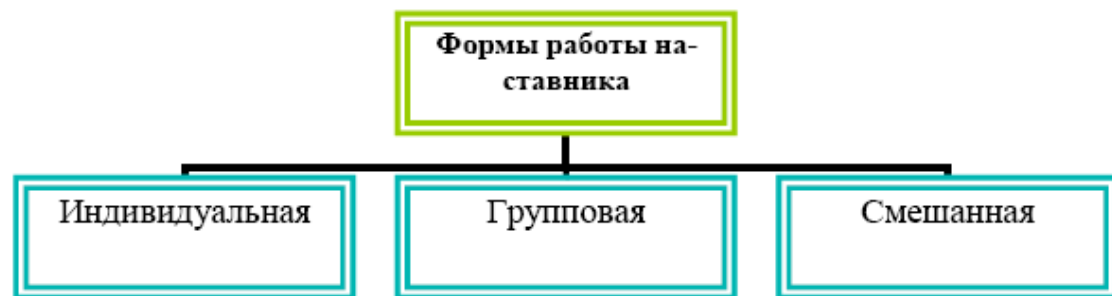 Формы работы на-
ставника
Индивидуальная
Групповая
Смешанная